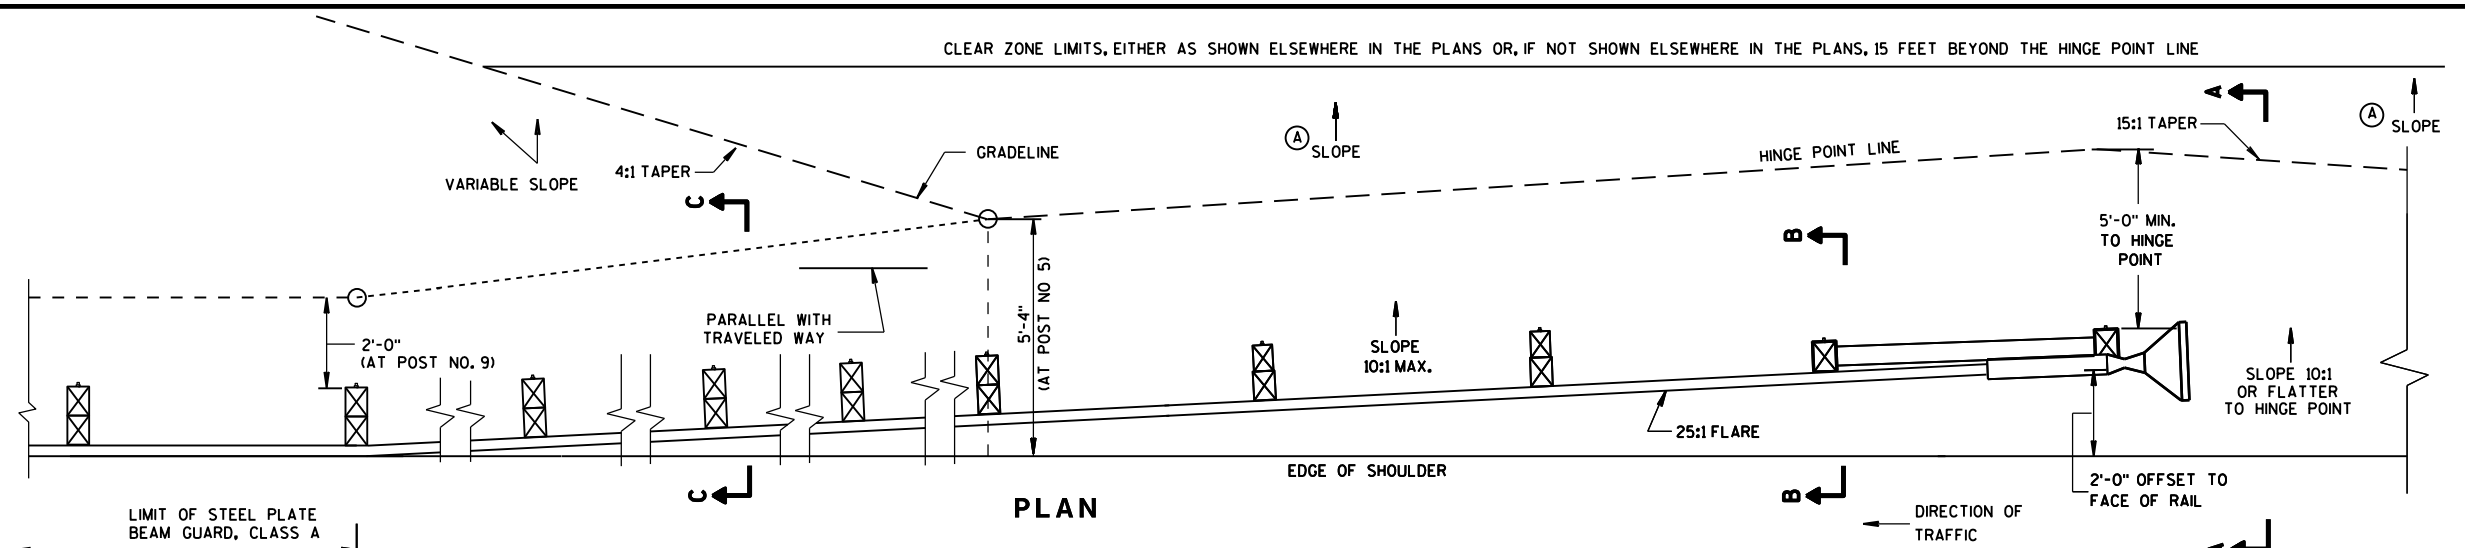 CLEAR ZONE LIMITS, EITHER AS SHOWN ELSEWHERE IN THE PLANS OR, IF NOT SHOWN ELSEWHERE IN THE PLANS, 15 FEET BEYOND THE HINGE POINT LINE
A
15:1 TAPER
A
SLOPE
A
SLOPE
GRADELINE
HINGE POINT LINE
4:1 TAPER
VARIABLE SLOPE
C
B
5'-0" MIN.
TO HINGE
POINT
5'-4"
(AT POST NO 5)
PARALLEL WITH
TRAVELED WAY
2'-0"
(AT POST NO. 9)
SLOPE
10:1 MAX.
SLOPE 10:1
OR FLATTER
TO HINGE POINT
25:1 FLARE
EDGE OF SHOULDER
2'-0" OFFSET TO
FACE OF RAIL
C
B
PLAN
DIRECTION OF
TRAFFIC
LIMIT OF STEEL PLATE
BEAM GUARD, CLASS A